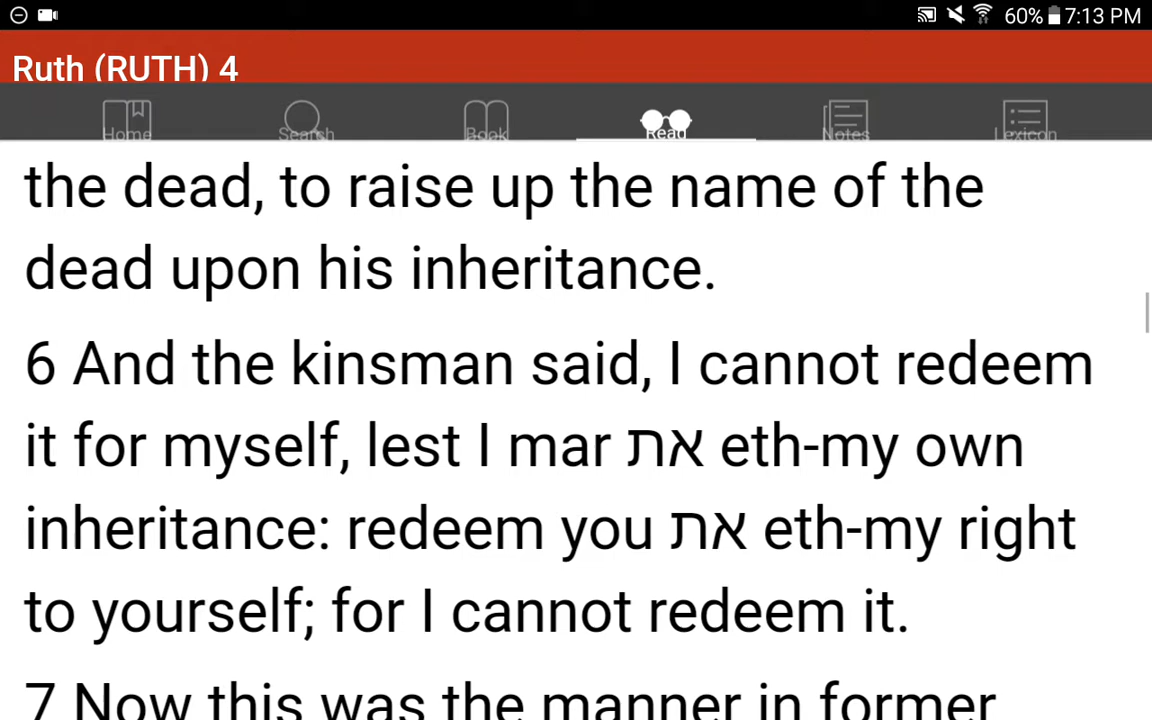 60% 7:13 PM
Ruth (RUTH) 4
Home Search Book Read Notes Lexicon
the dead, to raise up the name of the
dead upon his inheritance.
6 And the kinsman said, I cannot redeem
it for myself, lest I mar את eth-my own
inheritance: redeem you את eth-my right
to yourself; for I cannot redeem it.
7 Now this was the manner in former